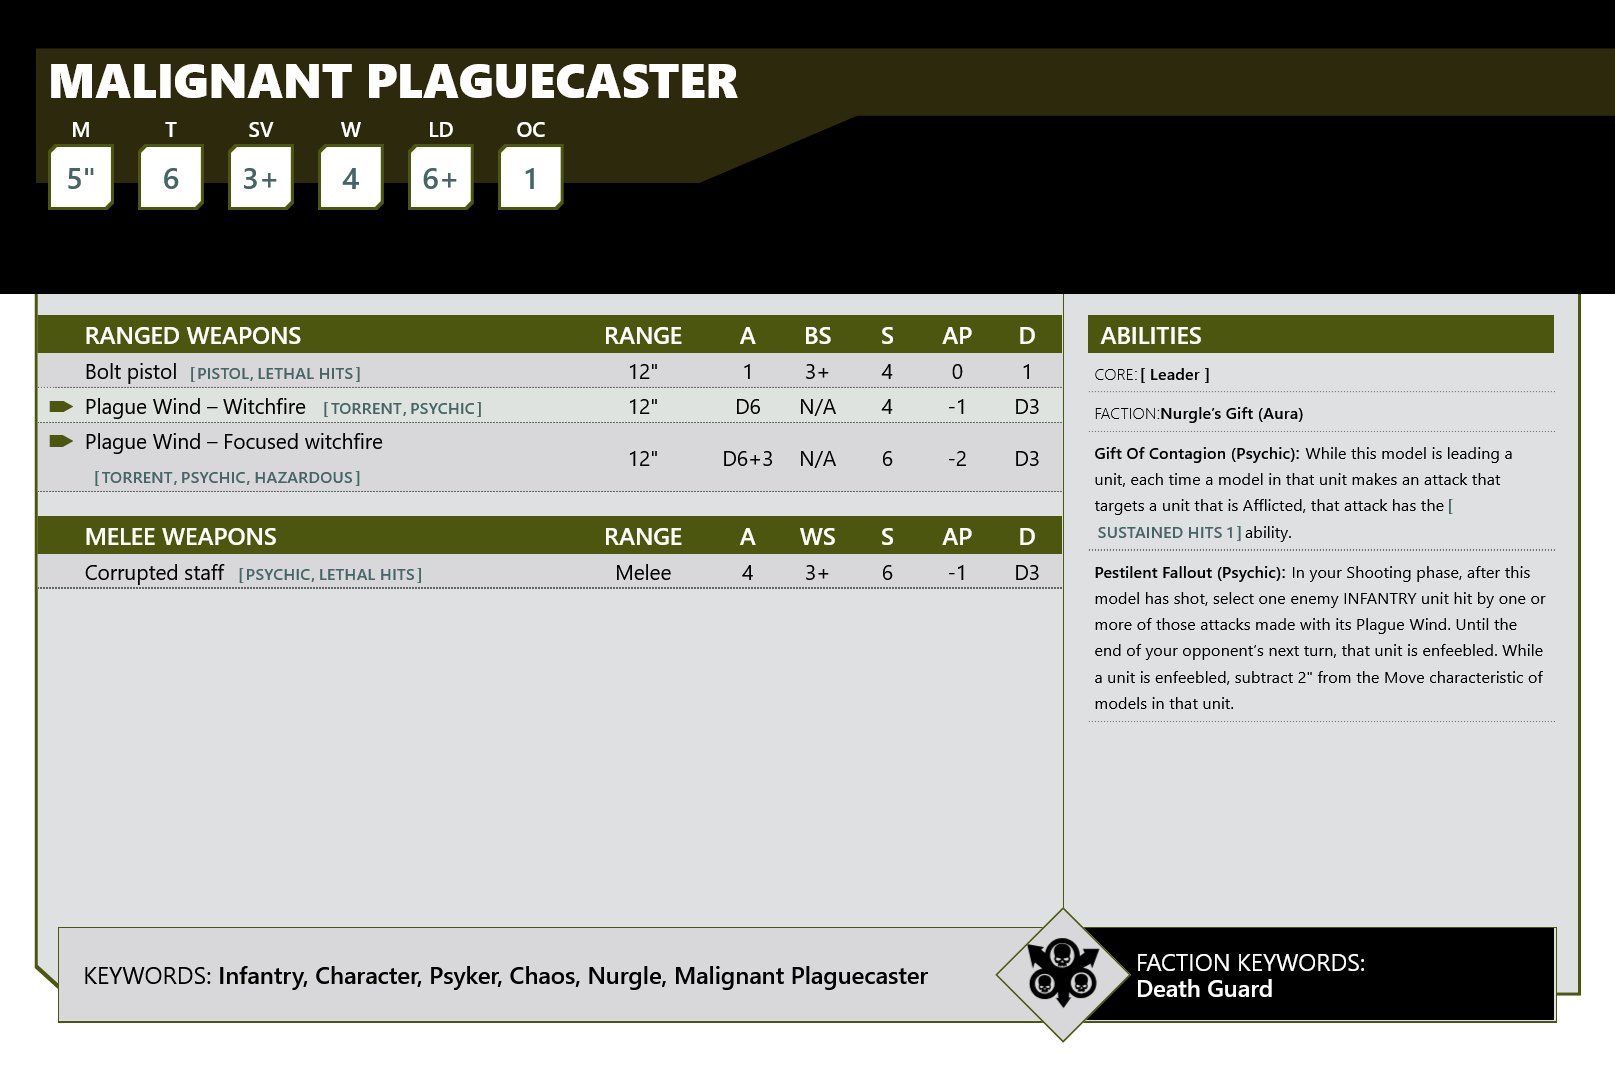 MALIGNANT PLAGUECASTER
M T SV W LD OC
5" 6 3+ 4 6+ 1
RANGED WEAPONS RANGE A BS S AP D
Bolt pistol [PISTOL, LETHAL HITS] 12" 1 3+ 4 0 1
Plague Wind – Witchfire [TORRENT, PSYCHIC] 12" D6 N/A 4 -1 D3
Plague Wind – Focused witchfire
[TORRENT, PSYCHIC, HAZARDOUS] 12" D6+3 N/A 6 -2 D3
MELEE WEAPONS RANGE A WS S AP D
Corrupted staff [PSYCHIC, LETHAL HITS] Melee 4 3+ 6 -1 D3
ABILITIES
CORE: [ Leader ]
FACTION:Nurgle’s Gift (Aura)
Gift Of Contagion (Psychic): While this model is leading a
unit, each time a model in that unit makes an attack that
targets a unit that is Afflicted, that attack has the [
SUSTAINED HITS 1] ability.
Pestilent Fallout (Psychic): In your Shooting phase, after this
model has shot, select one enemy INFANTRY unit hit by one or
more of those attacks made with its Plague Wind. Until the
end of your opponent’s next turn, that unit is enfeebled. While
a unit is enfeebled, subtract 2" from the Move characteristic of
models in that unit.
KEYWORDS: Infantry, Character, Psyker, Chaos, Nurgle, Malignant Plaguecaster
FACTION KEYWORDS:
Death Guard